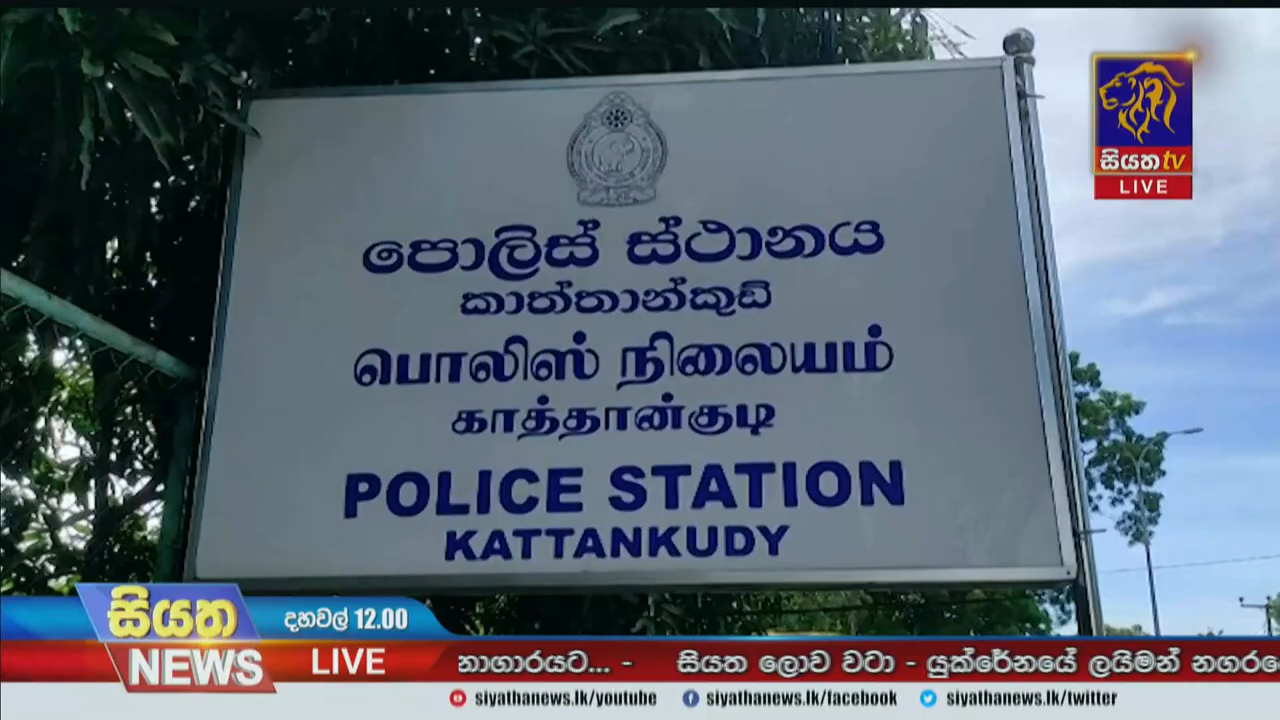 සියත tv
LIVE
පොලිස් ස්ථානය
කාත්තාන්කුඩි
பொலிஸ் நிலையம்
காத்தான்குடி
POLICE STATION
KATTANKUDY
සියත
NEWS
දහවල් 12.00
LIVE
නාගාරයට... - සියත ලොව වටා - යුක්රේනයේ ලයිමන්
siyathanews.lk/youtube
siyathanews.lk/facebook
siyathanews.lk/twitter